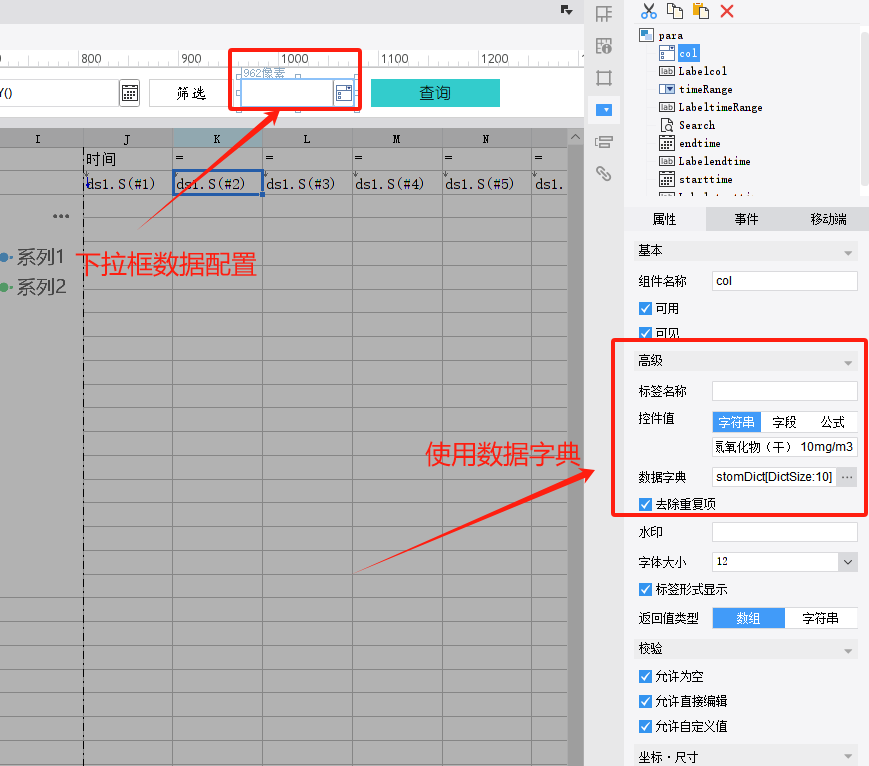 800 900 1000 1100 1200
962像素
Y() 筛选 查询
I J K L M N
时间 = = = = =
ds1.S(#1) ds1.S(#2) ds1.S(#3) ds1.S(#4) ds1.S(#5) ds1.
系列1
系列2
下拉框数据配置
使用数据字典
para
col
Labelcol
timeRange
LabeltimeRange
Search
endtime
Labelendtime
starttime
属性 事件 移动端
基本
组件名称 col
可用
可见
高级
标签名称
控件值 字符串 字段 公式
氮氧化物（干） 10mg/m3
数据字典 stomDict[DictSize:10] ...
去除重复项
水印
字体大小 12
标签形式显示
返回值类型 数组 字符串
校验
允许为空
允许直接编辑
允许自定义值
坐标·尺寸